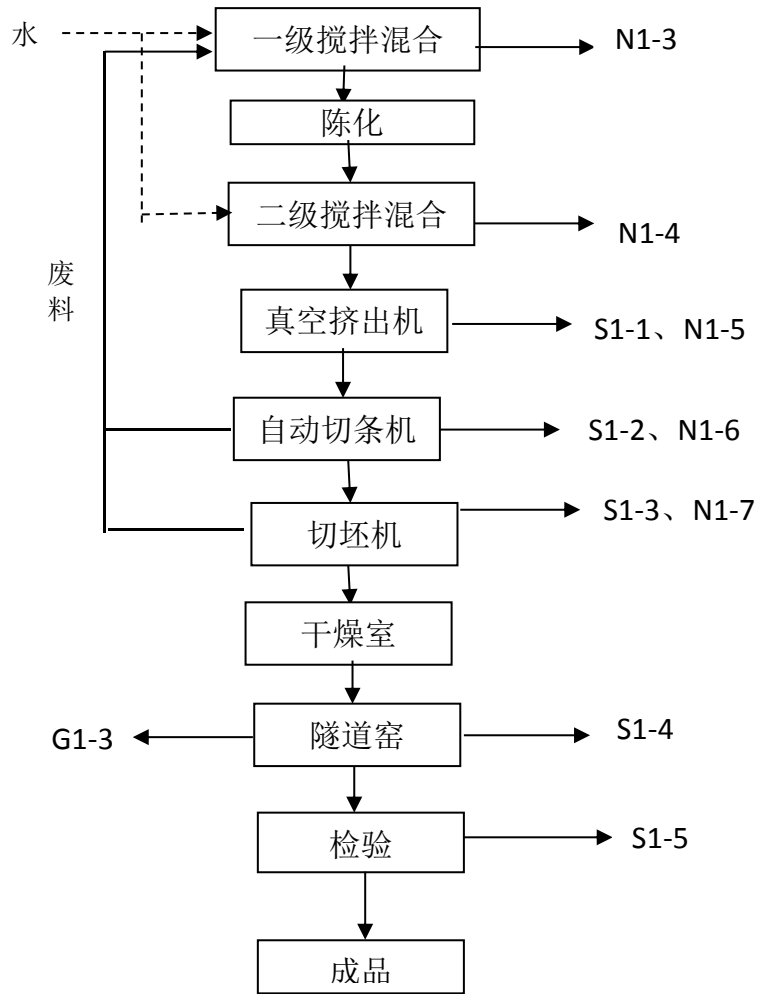 水
一级搅拌混合
N1-3
陈化
二级搅拌混合
N1-4
废
料
真空挤出机
S1-1、N1-5
自动切条机
S1-2、N1-6
切坯机
S1-3、N1-7
干燥室
G1-3
隧道窑
S1-4
检验
S1-5
成品